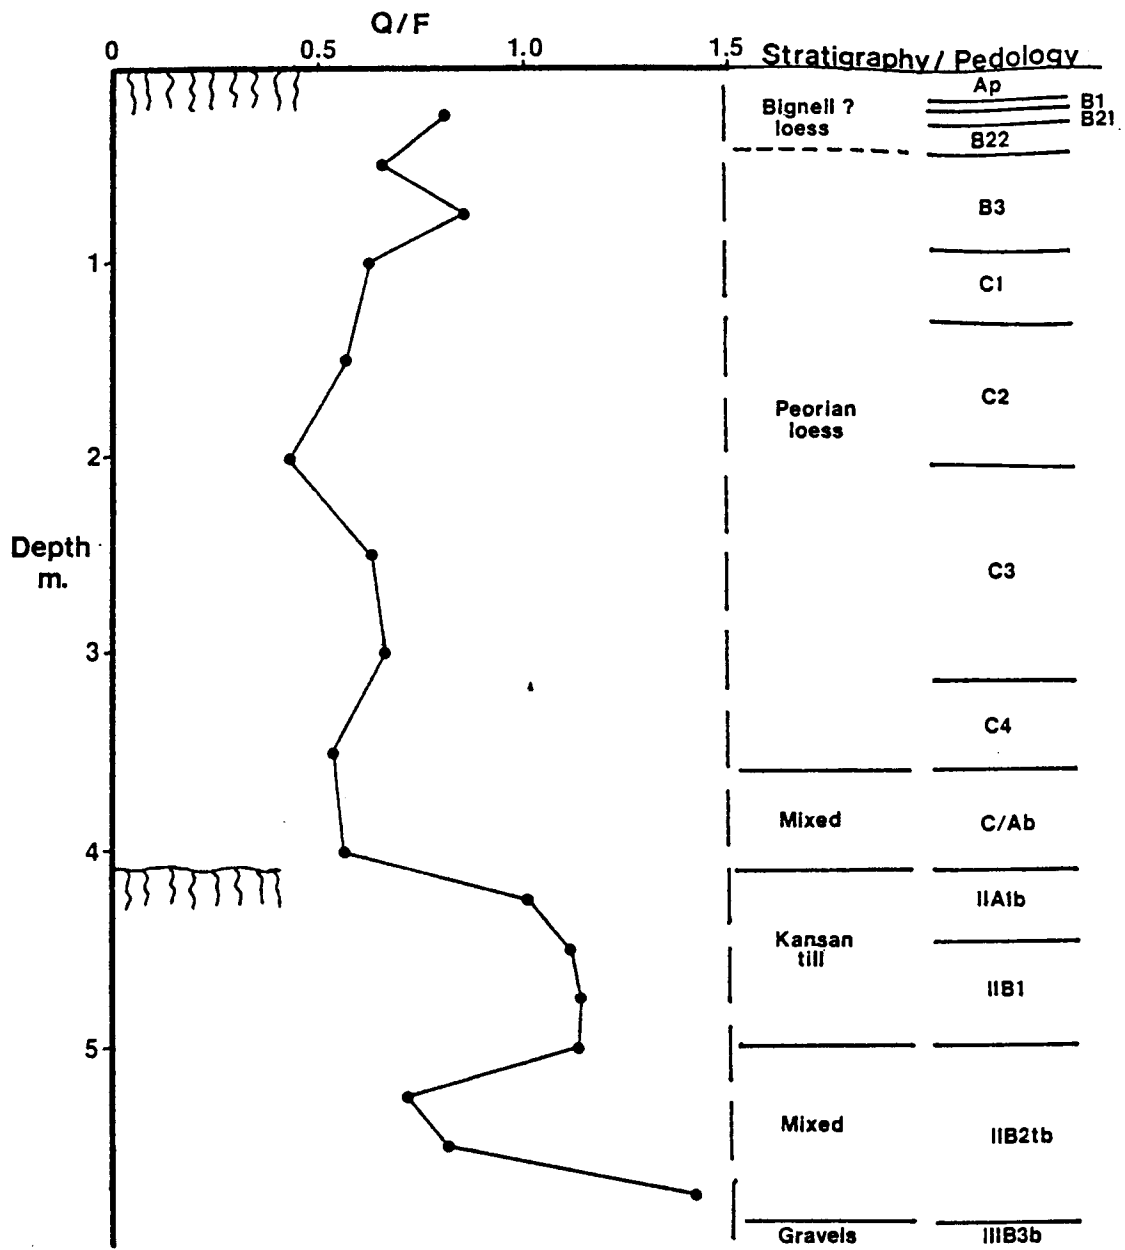 Q/F
0 0.5 1.0 1.5
Stratigraphy / Pedology
Ap
B1
Bignell ?
loess
B21
B22
B3
1
C1
C2
Peorian
loess
2
Depth
m.
C3
3
C4
Mixed
C/Ab
4
IIA1b
Kansan
till
IIB1
5
Mixed
IIB2tb
Gravels
IIIB3b